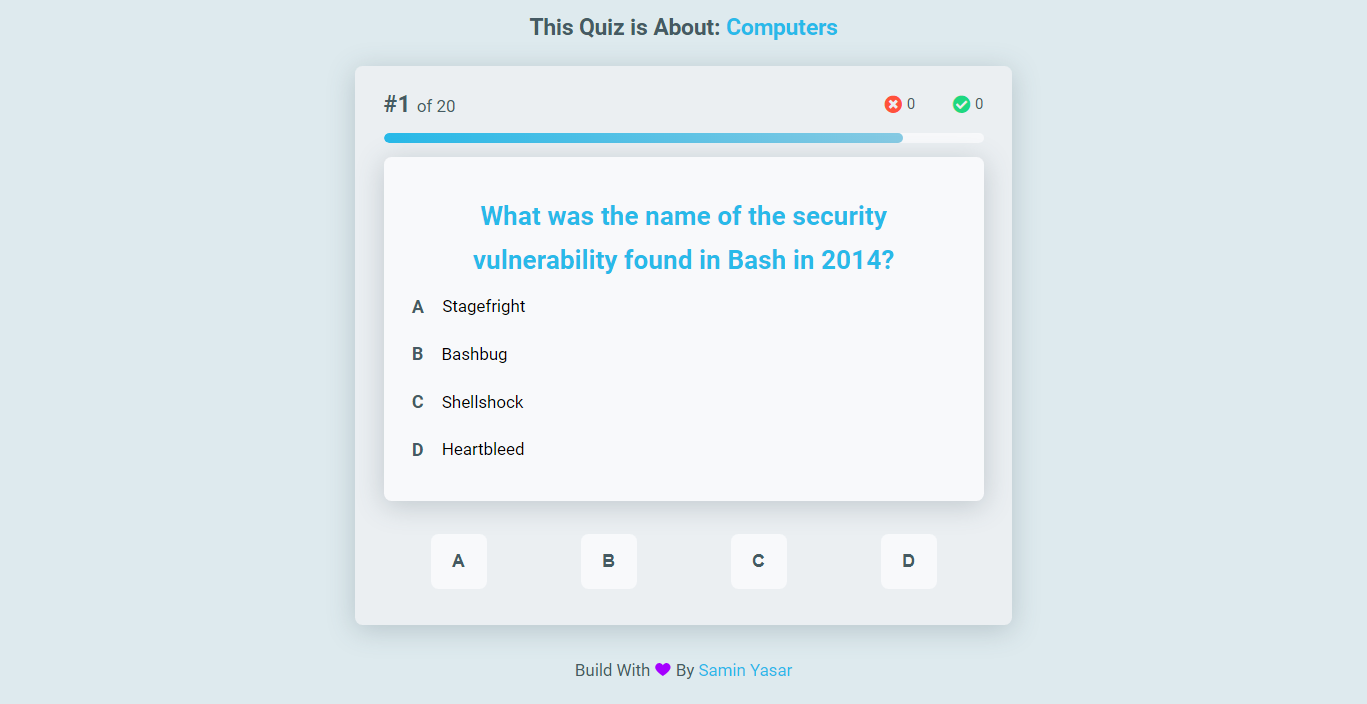 This Quiz is About: Computers
#1 of 20
0
0
What was the name of the security
vulnerability found in Bash in 2014?
A Stagefright
B Bashbug
C Shellshock
D Heartbleed
A B C D
Build With 💜 By Samin Yasar